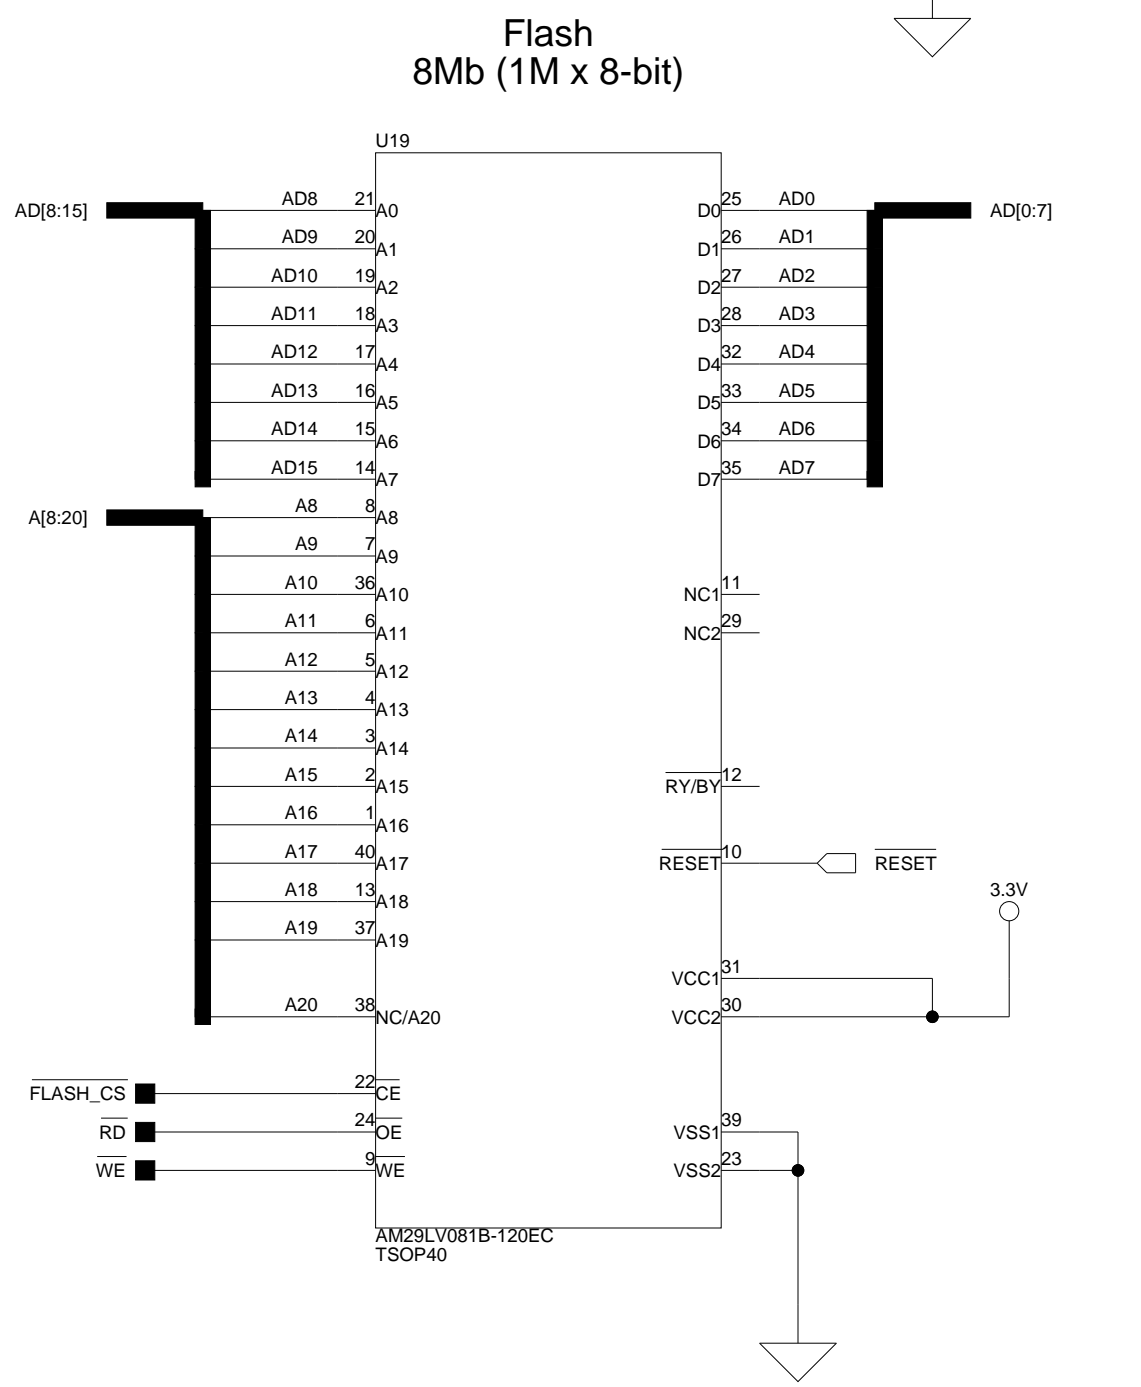 Flash
8Mb (1M x 8-bit)
U19
AD[8:15] AD8 21 A0 D0 25 AD0 AD[0:7]
AD9 20 A1 D1 26 AD1
AD10 19 A2 D2 27 AD2
AD11 18 A3 D3 28 AD3
AD12 17 A4 D4 32 AD4
AD13 16 A5 D5 33 AD5
AD14 15 A6 D6 34 AD6
AD15 14 A7 D7 35 AD7
A[8:20] A8 8 A8
A9 7 A9
A10 36 A10 NC1 11
A11 6 A11 NC2 29
A12 5 A12
A13 4 A13
A14 3 A14
A15 2 A15 RY/BY 12
A16 1 A16
A17 40 A17 RESET 10 RESET
A18 13 A18 3.3V
A19 37 A19
VCC1 31
A20 38 NC/A20 VCC2 30
FLASH_CS 22 CE
RD 24 OE VSS1 39
WE 9 WE VSS2 23
AM29LV081B-120EC
TSOP40